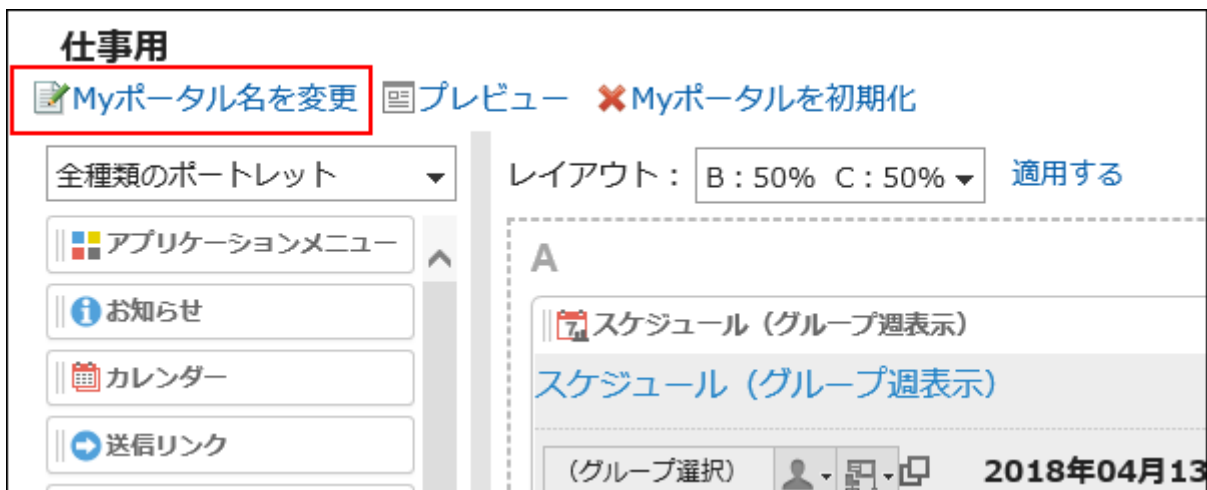 仕事用
Myポータル名を変更 プレビュー Myポータルを初期化
全種類のポートレット
レイアウト： B：50% C：50% 適用する
アプリケーションメニュー
お知らせ
カレンダー
送信リンク
A
7 スケジュール（グループ週表示）
スケジュール（グループ週表示）
（グループ選択） 2018年04月13